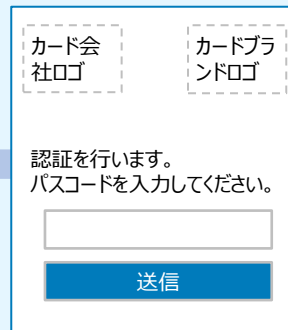 カード会
社ロゴ
カードブラ
ンドロゴ
認証を行います。
パスコードを入力してください。
送信